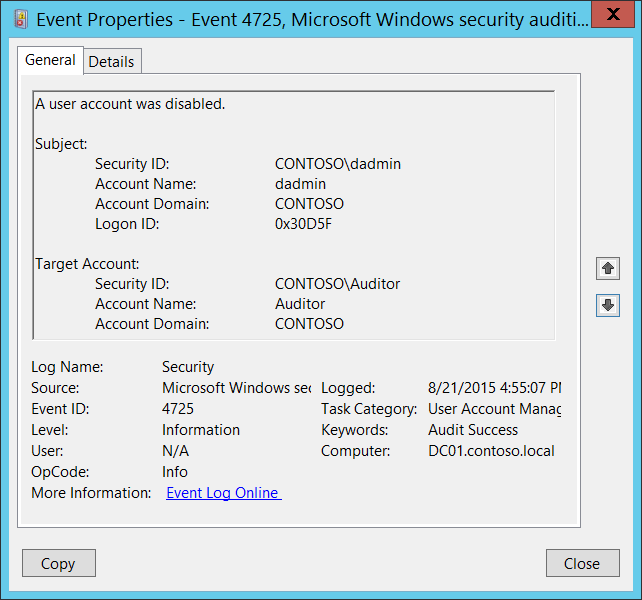 Event Properties - Event 4725, Microsoft Windows security auditi...
X
General
Details
A user account was disabled.
Subject:
Security ID: CONTOSO\dadmin
Account Name: dadmin
Account Domain: CONTOSO
Logon ID: 0x30D5F
Target Account:
Security ID: CONTOSO\Auditor
Account Name: Auditor
Account Domain: CONTOSO
Log Name: Security
Source: Microsoft Windows sec Logged: 8/21/2015 4:55:07 PM
Event ID: 4725 Task Category: User Account Manag
Level: Information Keywords: Audit Success
User: N/A Computer: DC01.contoso.local
OpCode: Info
More Information: Event Log Online
Copy
Close